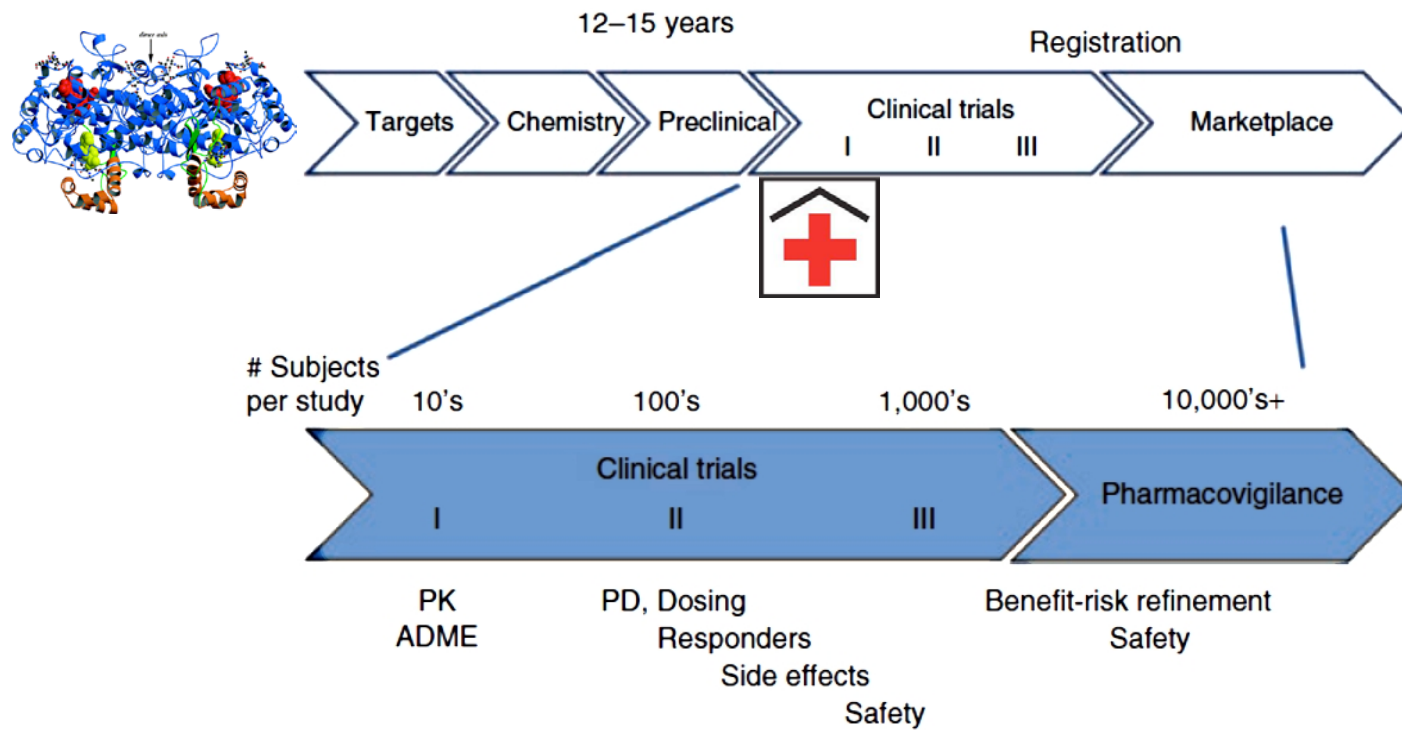 12–15 years
Registration
dimer axis
Targets
Chemistry
Preclinical
Clinical trials
I II III
Marketplace
# Subjects
per study
10's 100's 1,000's 10,000's+
Clinical trials
I II III
Pharmacovigilance
PK
ADME
PD, Dosing
Responders
Side effects
Safety
Benefit-risk refinement
Safety